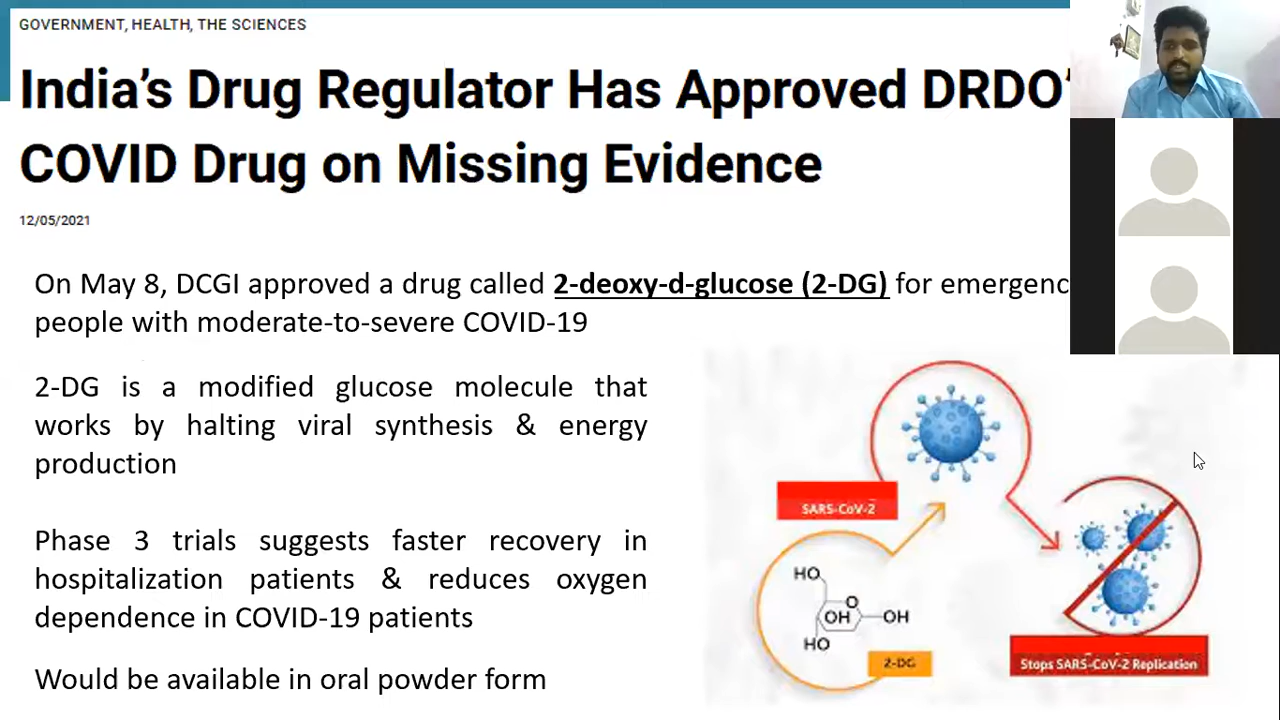 GOVERNMENT, HEALTH, THE SCIENCES
India's Drug Regulator Has Approved DRDO'
COVID Drug on Missing Evidence
12/05/2021
On May 8, DCGI approved a drug called 2-deoxy-d-glucose (2-DG) for emergenc
people with moderate-to-severe COVID-19
2-DG is a modified glucose molecule that
works by halting viral synthesis & energy
production
Phase 3 trials suggests faster recovery in
hospitalization patients & reduces oxygen
dependence in COVID-19 patients
Would be available in oral powder form
SARS-CoV-2
HO
O
OH
OH
HO
2-DG
Stops SARS-CoV-2 Replication